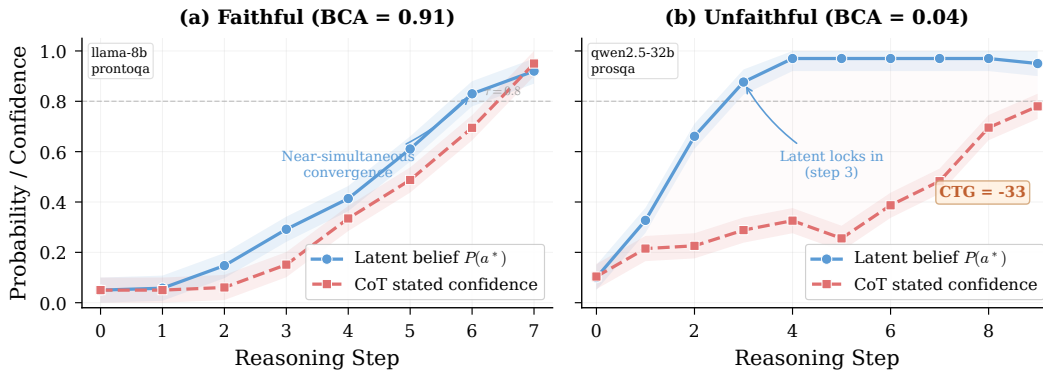 (a) Faithful (BCA = 0.91)
Probability / Confidence
1.0
0.8
0.6
0.4
0.2
0.0
llama-8b
prontoqa
Near-simultaneous
convergence
Latent belief P(a*)
CoT stated confidence
0 1 2 3 4 5 6 7
Reasoning Step
(b) Unfaithful (BCA = 0.04)
qwen2.5-32b
prosqa
Latent locks in
(step 3)
CTG = -33
Latent belief P(a*)
CoT stated confidence
0 2 4 6 8
Reasoning Step